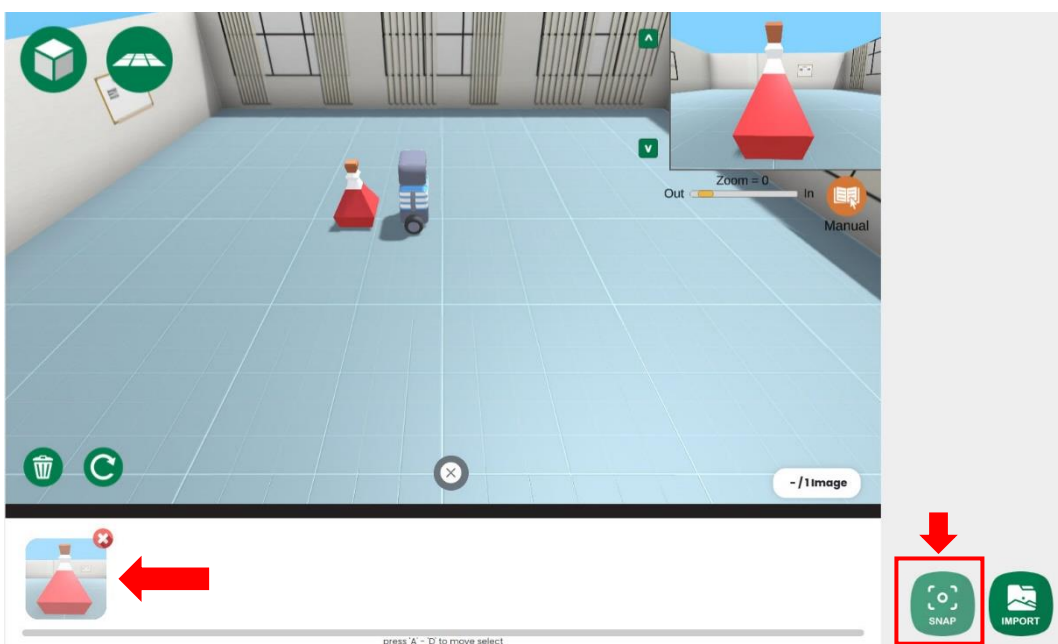 Zoom = 0
Out
In
Manual
- / 1 Image
SNAP
IMPORT
press 'A' - 'D' to move select